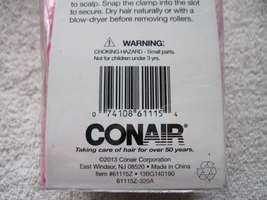 to scalp. Snap the clamp into the slot
to secure. Dry hair naturally or with a
blow-dryer before removing rollers.
WARNING:
CHOKING HAZARD - Small parts.
Not for children under 3 yrs.
0 74108 61115 4
CONAIR®
Taking care of hair for over 50 years.
©2013 Conair Corporation
East Windsor, NJ 08520 Made in China
Item #61115Z • 13BG140190
61115Z-320A